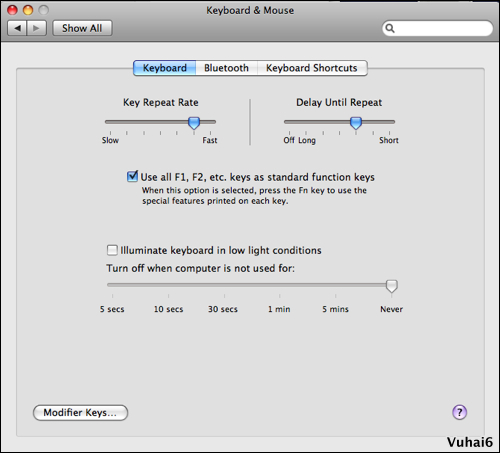 Keyboard & Mouse
Show All
Keyboard Bluetooth Keyboard Shortcuts
Key Repeat Rate Delay Until Repeat
Slow Fast Off Long Short
Use all F1, F2, etc. keys as standard function keys
When this option is selected, press the Fn key to use the
special features printed on each key.
Illuminate keyboard in low light conditions
Turn off when computer is not used for:
5 secs 10 secs 30 secs 1 min 5 mins Never
Modifier Keys... ?
Vuhai6